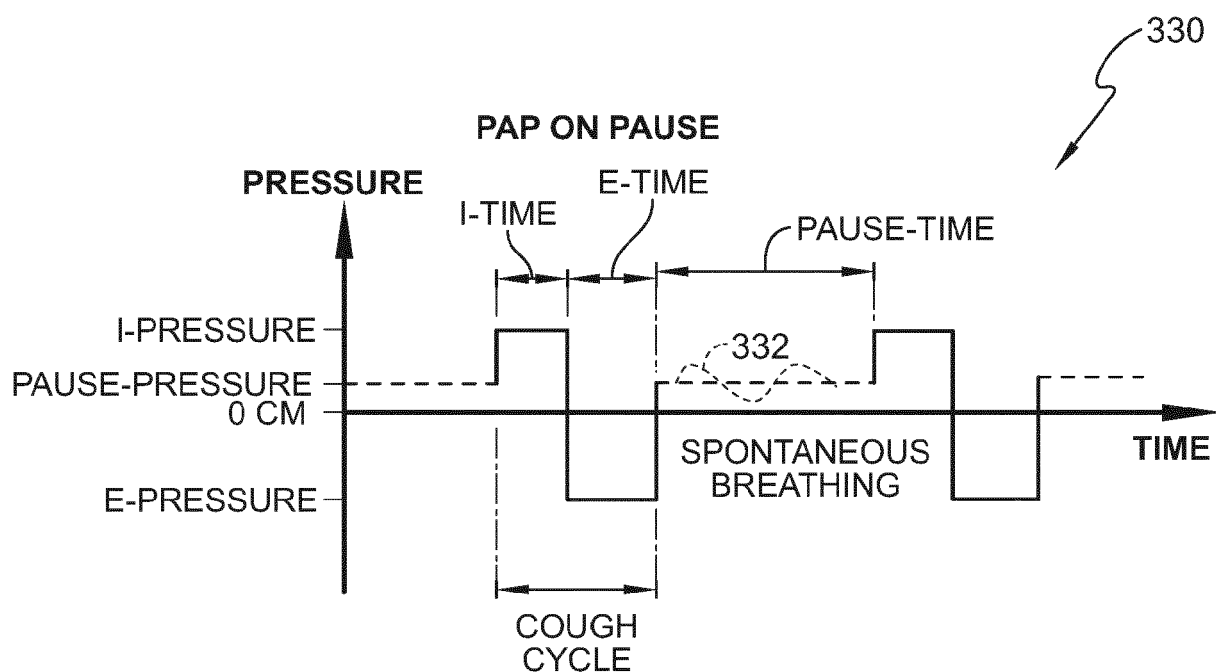 330
PAP ON PAUSE
PRESSURE
E-TIME
I-TIME
PAUSE-TIME
I-PRESSURE
332
PAUSE-PRESSURE
0 CM
TIME
SPONTANEOUS
BREATHING
E-PRESSURE
COUGH
CYCLE